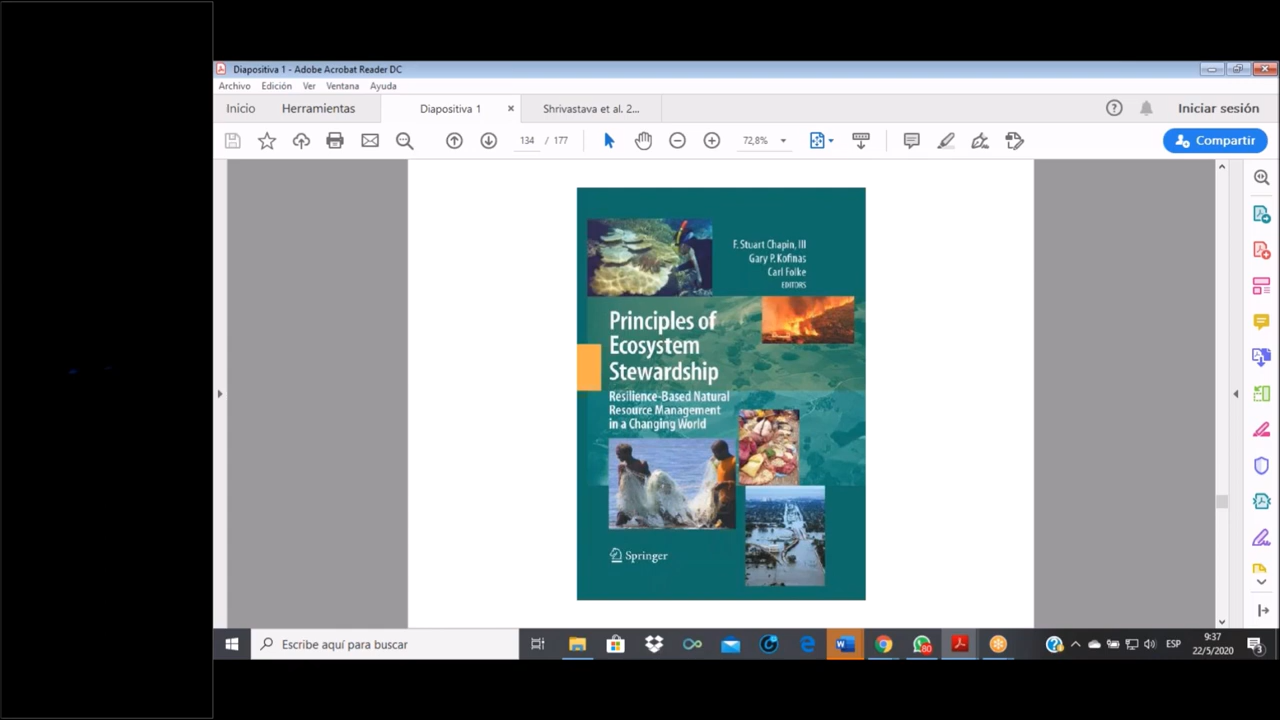 Diapositiva 1 - Adobe Acrobat Reader DC
Archivo Edición Ver Ventana Ayuda
Inicio Herramientas Diapositiva 1 × Shrivastava et al. 2... Iniciar sesión
134 / 177 72,8% Compartir
F. Stuart Chapin, III
Gary P. Kofinas
Carl Folke
EDITORS
Principles of
Ecosystem
Stewardship
Resilience-Based Natural
Resource Management
in a Changing World
Springer
Escribe aquí para buscar
80
ESP
9:37
22/5/2020
3